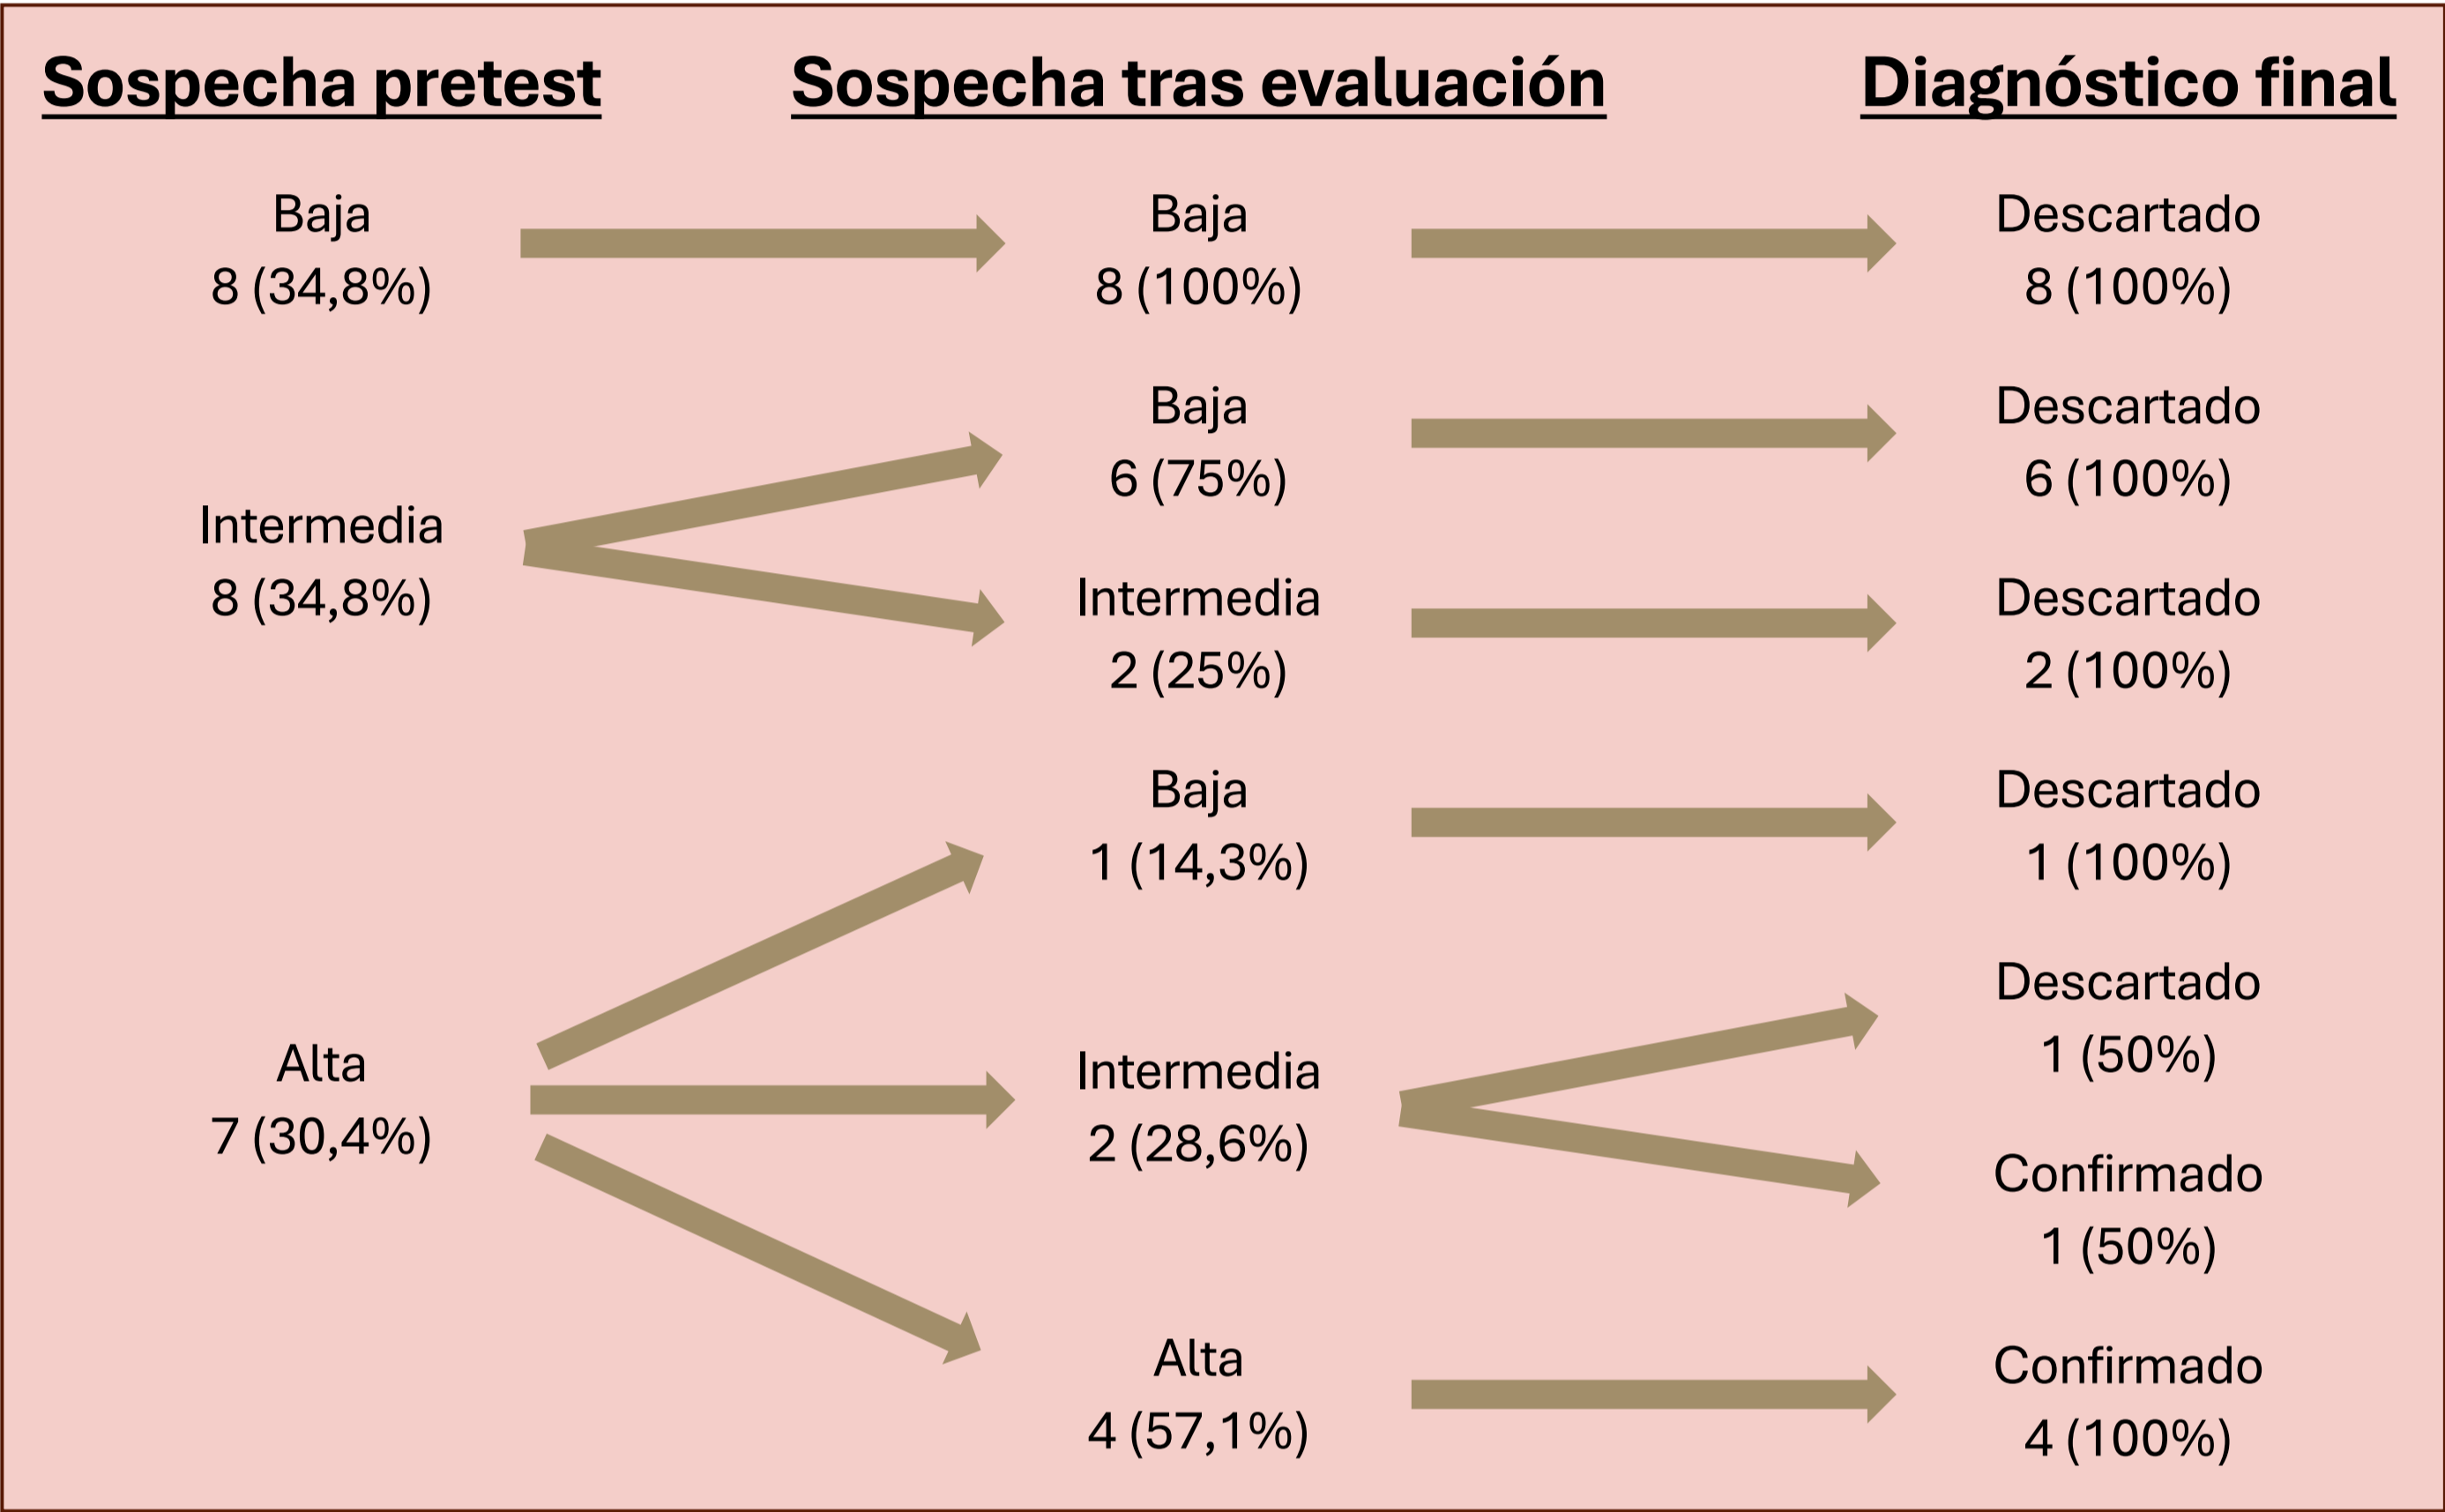 Sospecha pretest
Sospecha tras evaluación
Diagnóstico final
Baja
8 (34,8%)
Baja
8 (100%)
Descartado
8 (100%)
Intermedia
8 (34,8%)
Baja
6 (75%)
Descartado
6 (100%)
Intermedia
2 (25%)
Descartado
2 (100%)
Alta
7 (30,4%)
Baja
1 (14,3%)
Descartado
1 (100%)
Intermedia
2 (28,6%)
Descartado
1 (50%)
Confirmado
1 (50%)
Alta
4 (57,1%)
Confirmado
4 (100%)